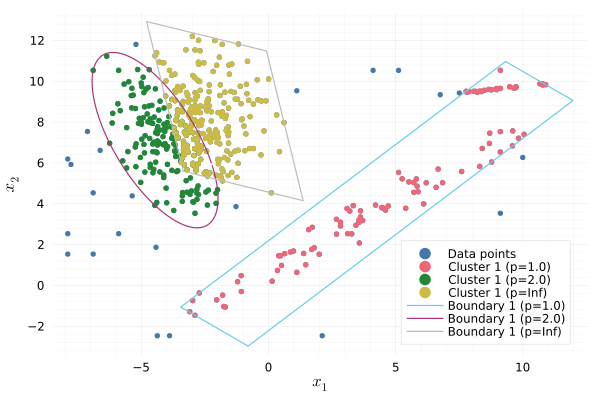 12
10
8
6
4
2
0
−2
x₂
−5
0
5
10
x₁
Data points
Cluster 1 (p=1.0)
Cluster 1 (p=2.0)
Cluster 1 (p=Inf)
Boundary 1 (p=1.0)
Boundary 1 (p=2.0)
Boundary 1 (p=Inf)